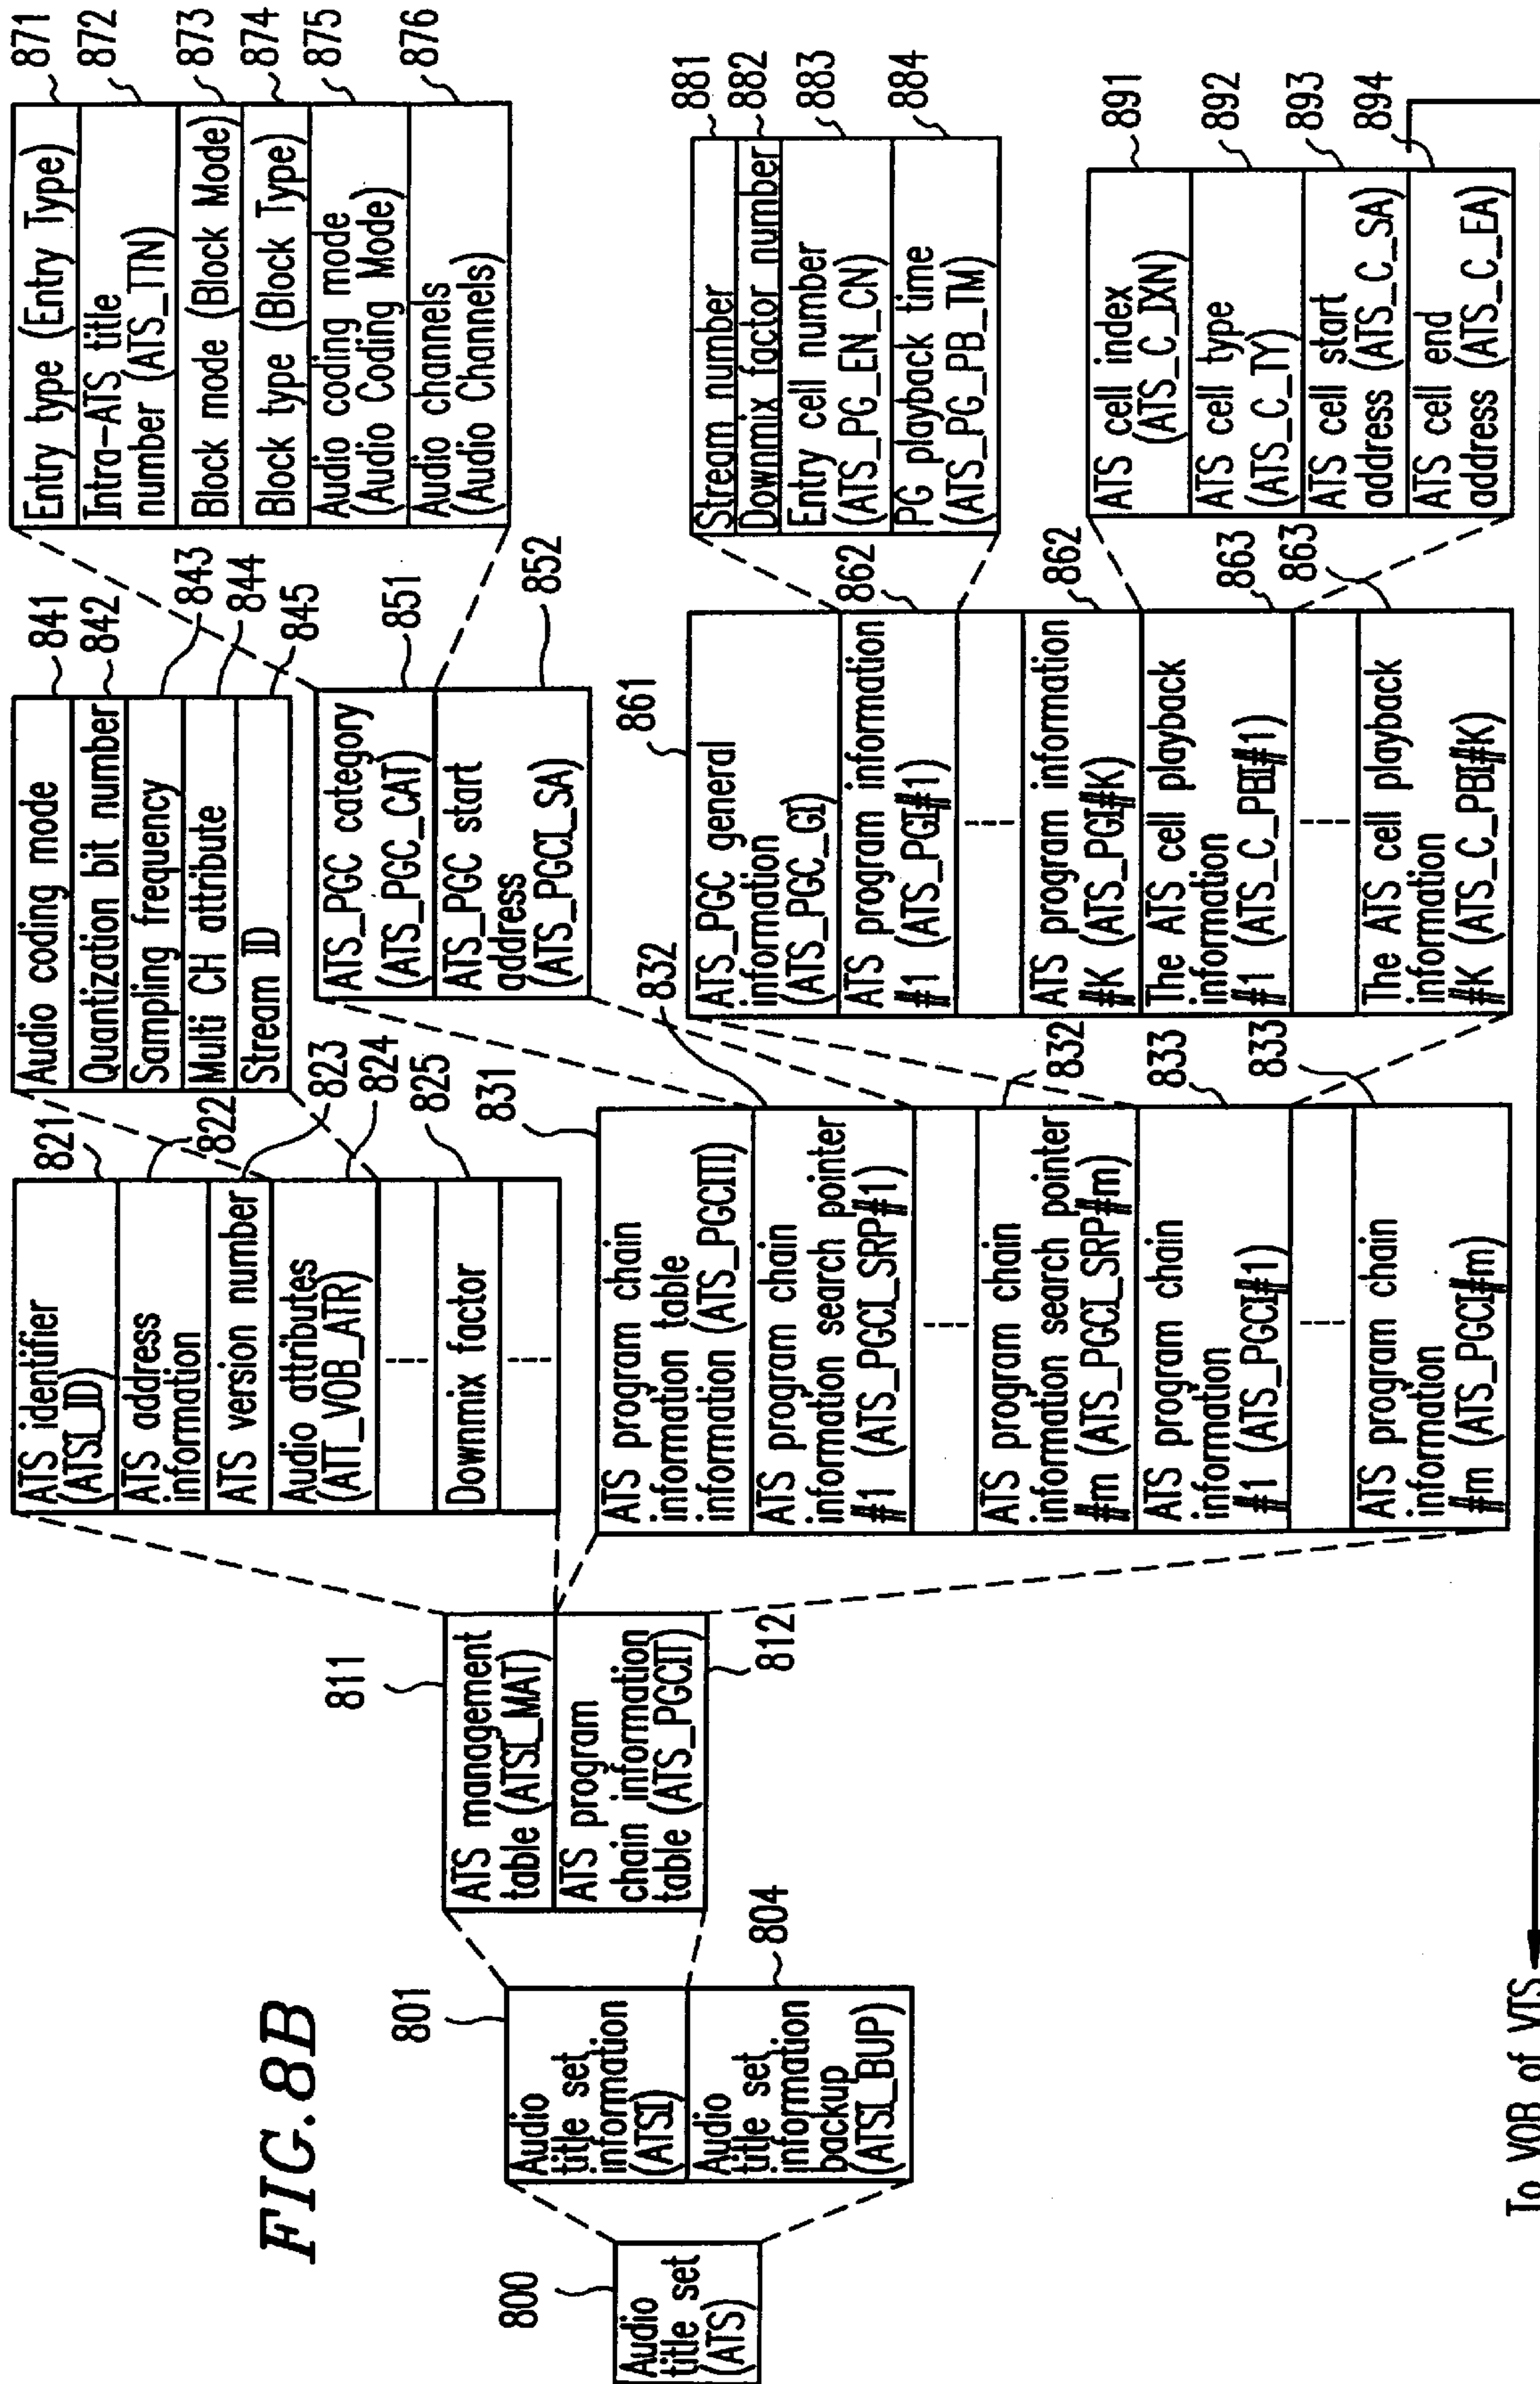 FIG.8B
800
Audio
title set
(ATS)
801
Audio
title set
information
(ATSI)
Audio
title set
information
backup
(ATSI_BUP)
804
811
ATS management
table (ATSI_MAT)
ATS program
chain information
table (ATS_PGCIT)
812
821
ATS identifier
(ATSI_ID)
822
ATS address
information
823
ATS version number
824
Audio attributes
(ATT_VOB_ATR)
825
Downmix factor
831
ATS program chain
information table
information (ATS_PGCITI)
832
ATS program chain
information search pointer
#1 (ATS_PGCI_SRP#1)
832
ATS program chain
information search pointer
#m (ATS_PGCI_SRP#m)
833
ATS program chain
information
#1 (ATS_PGCI#1)
833
ATS program chain
information
#m (ATS_PGCI#m)
841
Audio coding mode
842
Quantization bit number
843
Sampling frequency
844
Multi CH attribute
845
Stream ID
851
ATS_PGC category
(ATS_PGC_CAT)
852
ATS_PGC start
address
(ATS_PGCI_SA)
861
ATS_PGC general
information
(ATS_PGC_GI)
862
ATS program information
#1 (ATS_PGI#1)
862
ATS program information
#K (ATS_PGI#K)
863
The ATS cell playback
information
#1 (ATS_C_PBI#1)
863
The ATS cell playback
information
#K (ATS_C_PBI#K)
871
Entry type (Entry Type)
872
Intra-ATS title
number (ATS_TTN)
873
Block mode (Block Mode)
874
Block type (Block Type)
875
Audio coding mode
(Audio Coding Mode)
876
Audio channels
(Audio Channels)
881
Stream number
882
Downmix factor number
883
Entry cell number
(ATS_PG_EN_CN)
884
PG playback time
(ATS_PG_PB_TM)
891
ATS cell index
(ATS_C_IXN)
892
ATS cell type
(ATS_C_TY)
893
ATS cell start
address (ATS_C_SA)
894
ATS cell end
address (ATS_C_EA)
To VOB of VTS